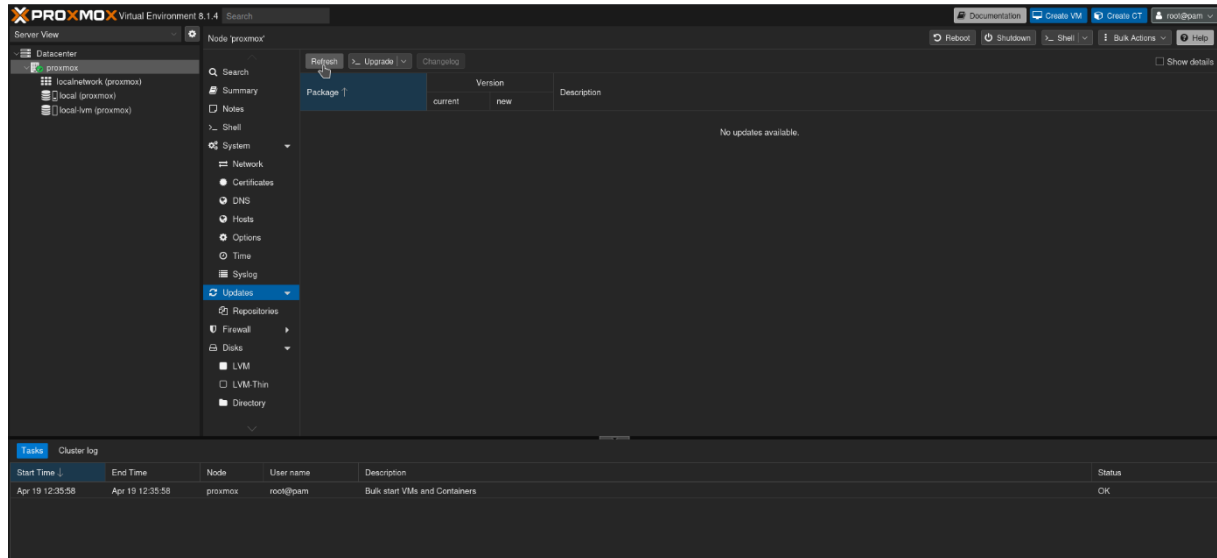 PROXMOX Virtual Environment 8.1.4 Search Documentation Create VM Create CT root@pam
Server View Node 'proxmox' Reboot Shutdown >_ Shell Bulk Actions Help
Datacenter
proxmox
localnetwork (proxmox)
local (proxmox)
local-lvm (proxmox)
Search
Summary
Notes
>_ Shell
System
Network
Certificates
DNS
Hosts
Options
Time
Syslog
Updates
Repositories
Firewall
Disks
LVM
LVM-Thin
Directory
Refresh >_ Upgrade Changelog Show details
Package ↑ Version Description
current new
No updates available.
Tasks Cluster log
Start Time ↓ End Time Node User name Description Status
Apr 19 12:35:58 Apr 19 12:35:58 proxmox root@pam Bulk start VMs and Containers OK